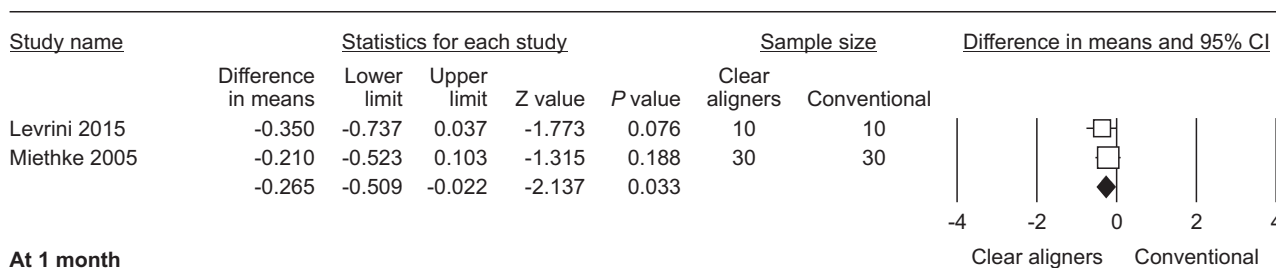 Study name Statistics for each study Sample size Difference in means and 95% CI
Difference Lower Upper Clear
in means limit limit Z value P value aligners Conventional
Levrini 2015 -0.350 -0.737 0.037 -1.773 0.076 10 10
Miethke 2005 -0.210 -0.523 0.103 -1.315 0.188 30 30
-0.265 -0.509 -0.022 -2.137 0.033
-4 -2 0 2 4
At 1 month Clear aligners Conventional